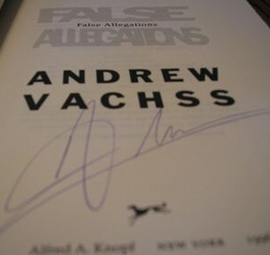 FALSE
False Allegations
ALLEGATIONS
ANDREW
VACHSS
Alfred A. Knopf NEW YORK